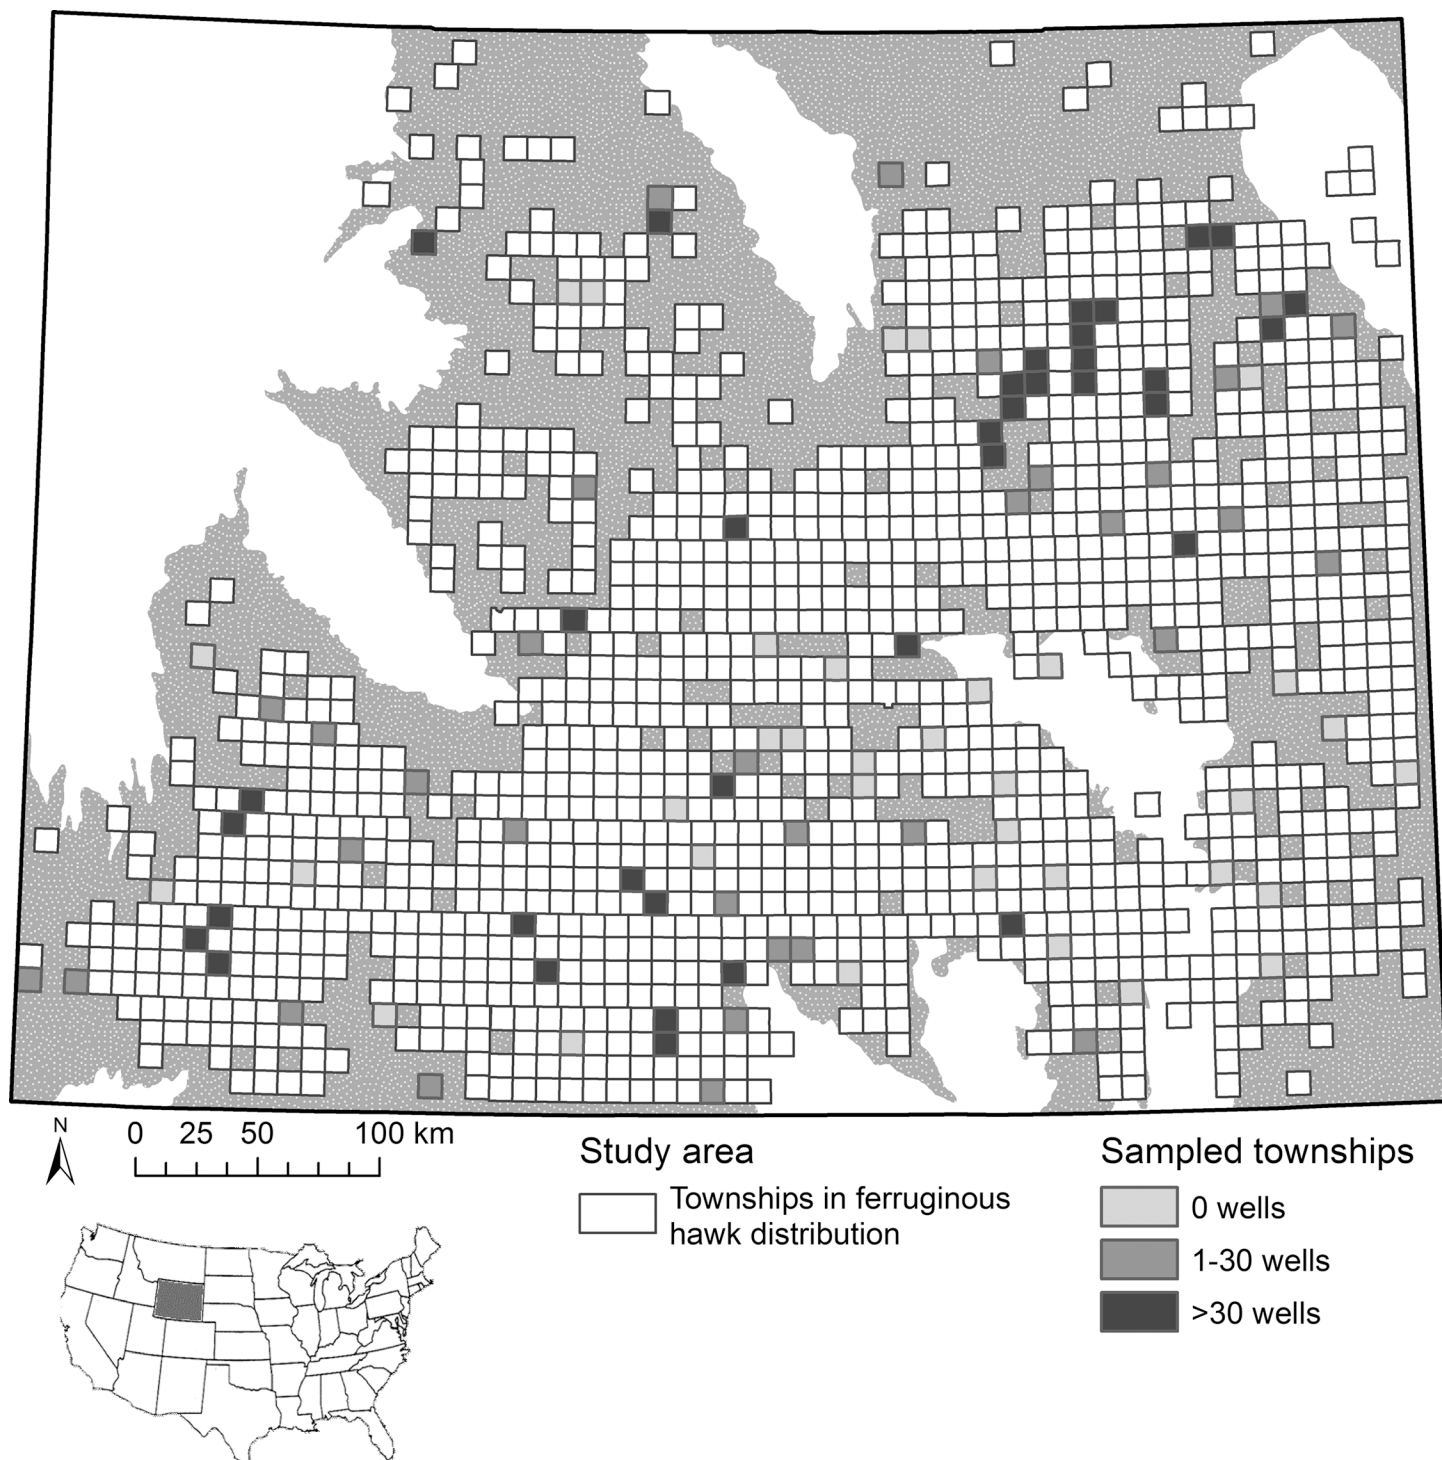 N
0 25 50 100 km
Study area
Townships in ferruginous
hawk distribution
Sampled townships
0 wells
1-30 wells
>30 wells